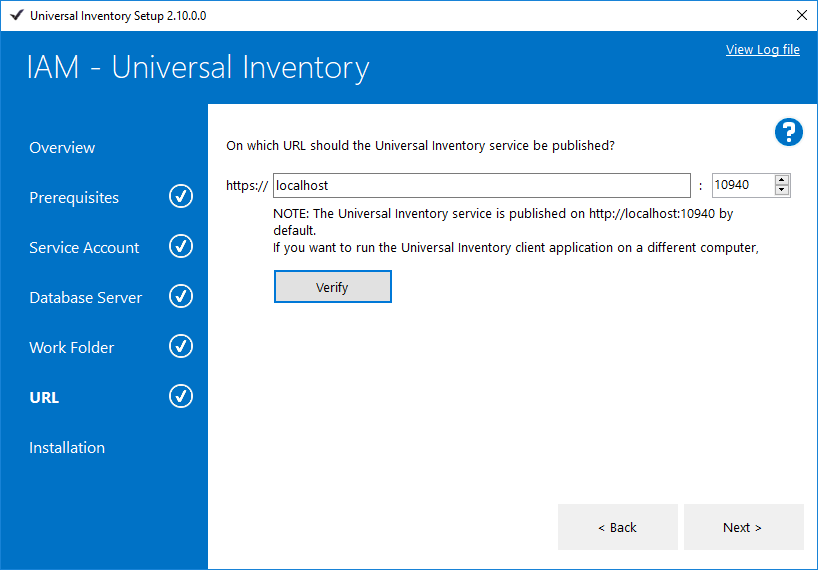 Universal Inventory Setup 2.10.0.0
View Log file
IAM - Universal Inventory
Overview
Prerequisites
Service Account
Database Server
Work Folder
URL
Installation
?
On which URL should the Universal Inventory service be published?
https:// localhost : 10940
NOTE: The Universal Inventory service is published on http://localhost:10940 by
default.
If you want to run the Universal Inventory client application on a different computer,
Verify
< Back Next >